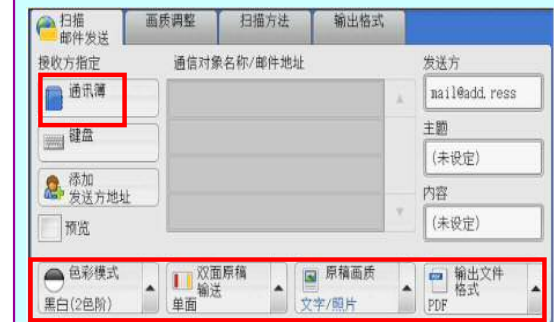 扫描
邮件发送
画质调整
扫描方法
输出格式
接收方指定
通信对象名称/邮件地址
发送方
通讯簿
mail@add.ress
键盘
主题
(未设定)
添加
发送方地址
内容
预览
(未设定)
色彩模式
黑白(2色阶)
双面原稿
输送
单面
原稿画质
文字/照片
输出文件
格式
PDF